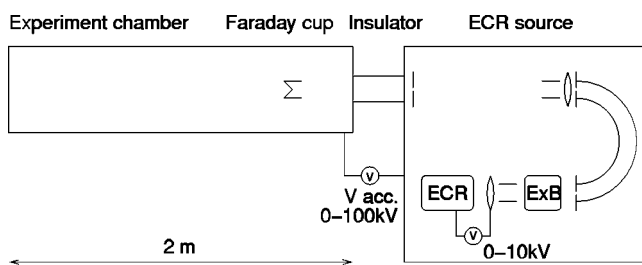 Experiment chamber Faraday cup Insulator ECR source
V
V acc.
0-100kV
ECR
ExB
V
0-10kV
2 m